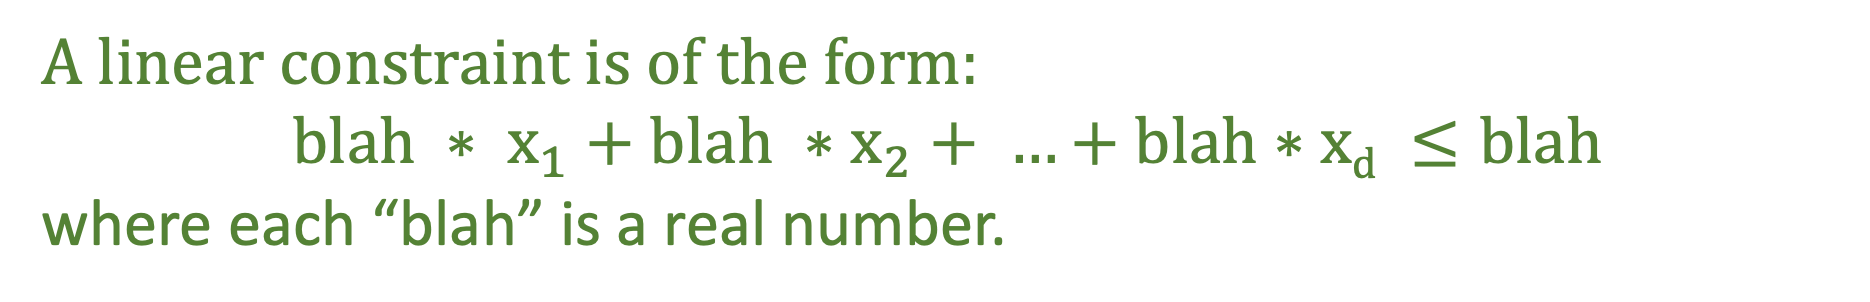 A linear constraint is of the form:
blah * x₁ + blah * x₂ + ... + blah * x_d ≤ blah
where each “blah” is a real number.